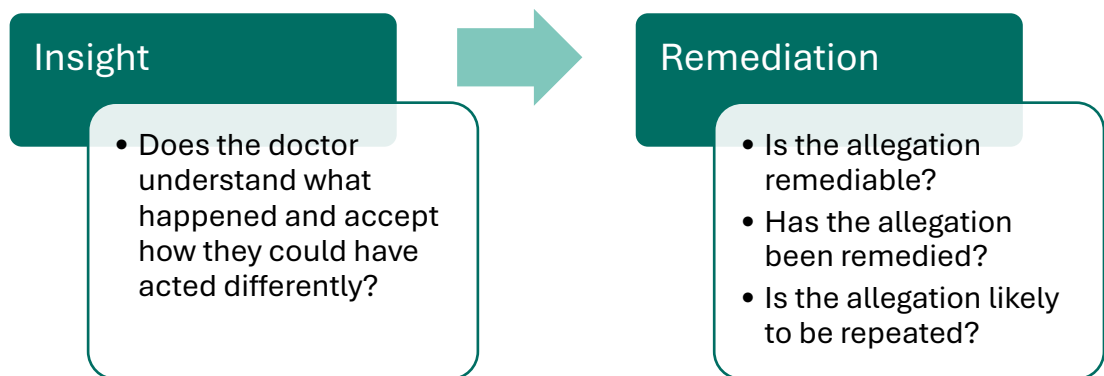 Insight
• Does the doctor
understand what
happened and accept
how they could have
acted differently?
Remediation
• Is the allegation
remediable?
• Has the allegation
been remedied?
• Is the allegation likely
to be repeated?